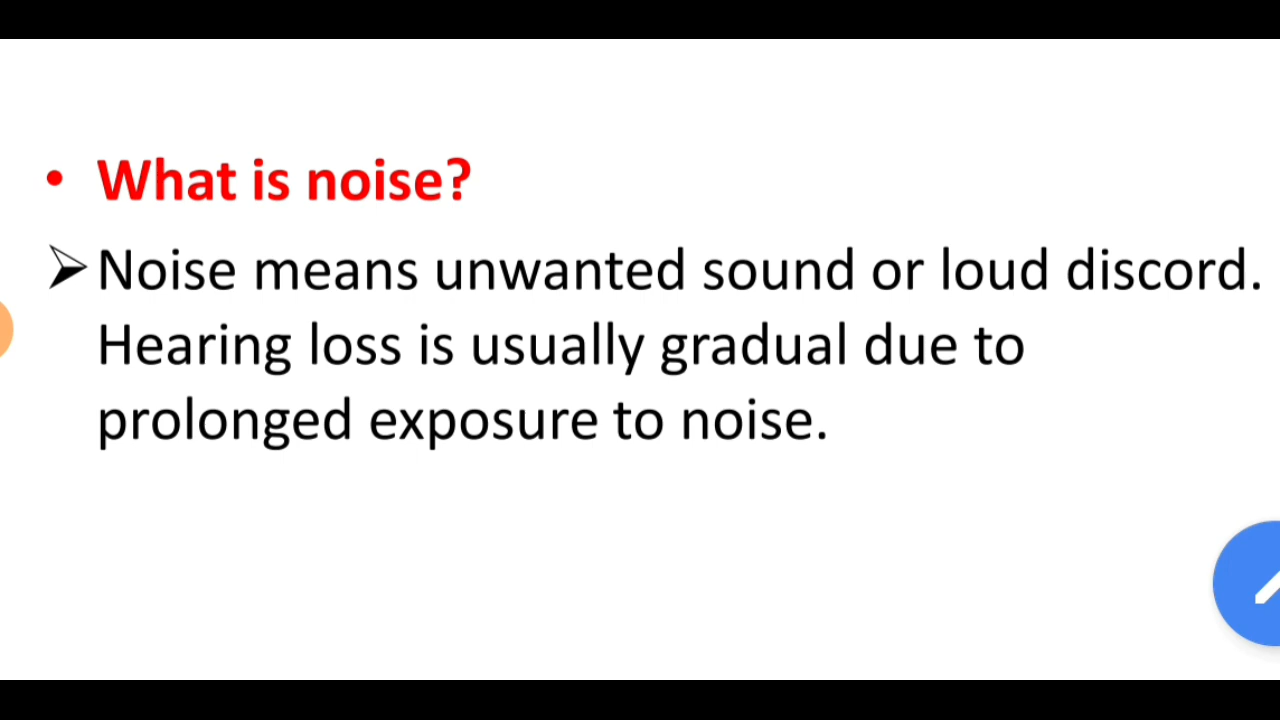 • What is noise?
➢ Noise means unwanted sound or loud discord.
Hearing loss is usually gradual due to
prolonged exposure to noise.